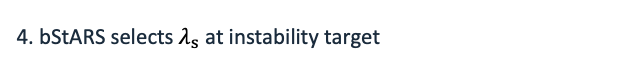 4. bStARS selects λₛ at instability target